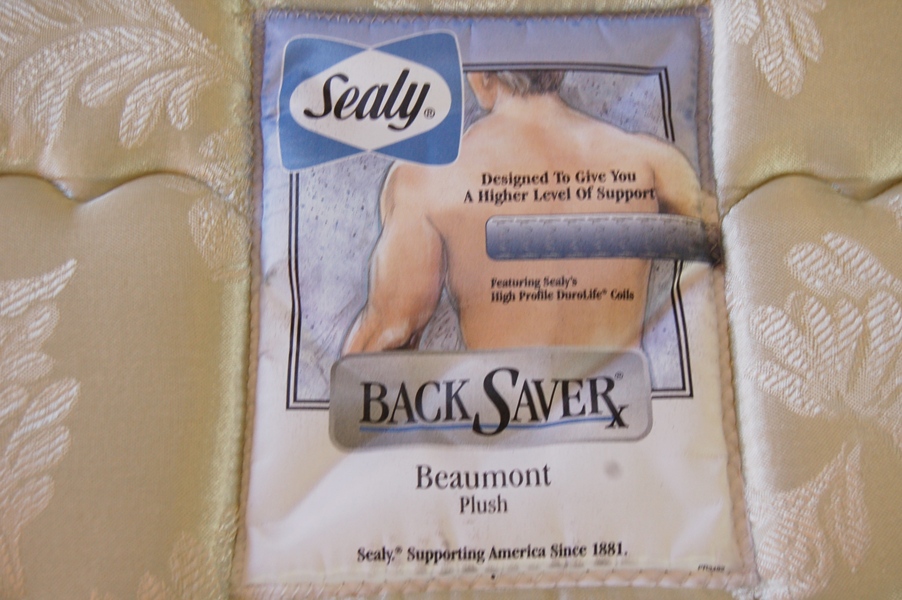 Sealy®
Designed To Give You
A Higher Level Of Support
Featuring Sealy's
High Profile DuroLife® Coils
BACK SAVERx®
Beaumont
Plush
Sealy.® Supporting America Since 1881.